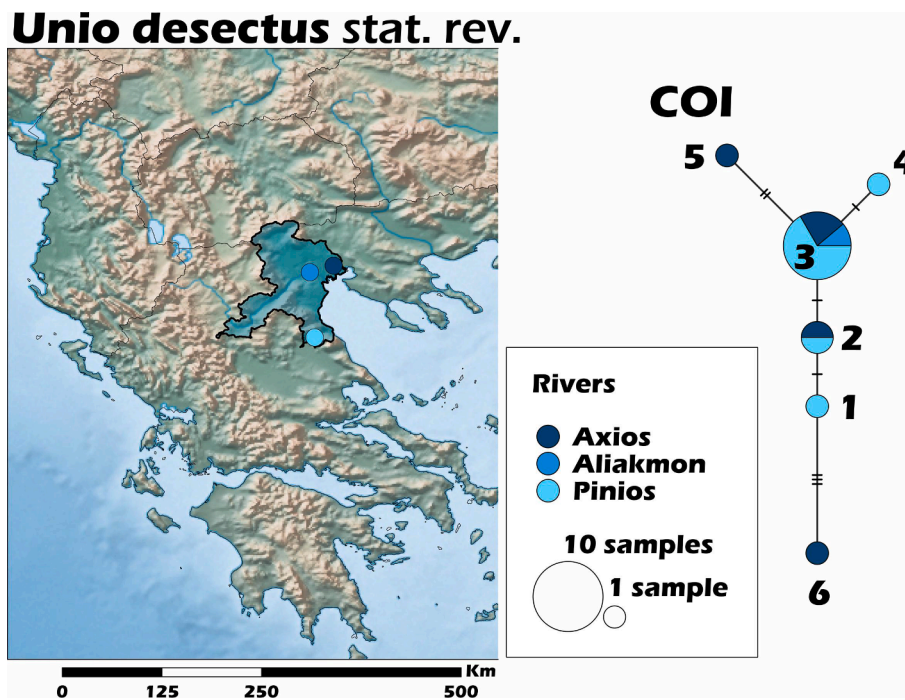 Unio desectus stat. rev.
COI
5
4
3
2
1
6
Rivers
Axios
Aliakmon
Pinios
10 samples
1 sample
Km
0 125 250 500